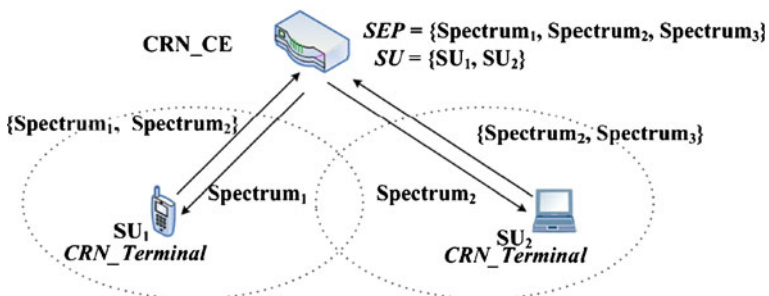 CRN_CE
SEP = {Spectrum₁, Spectrum₂, Spectrum₃}
SU = {SU₁, SU₂}
{Spectrum₁, Spectrum₂}
{Spectrum₂, Spectrum₃}
Spectrum₁
Spectrum₂
SU₁
CRN_Terminal
SU₂
CRN_Terminal